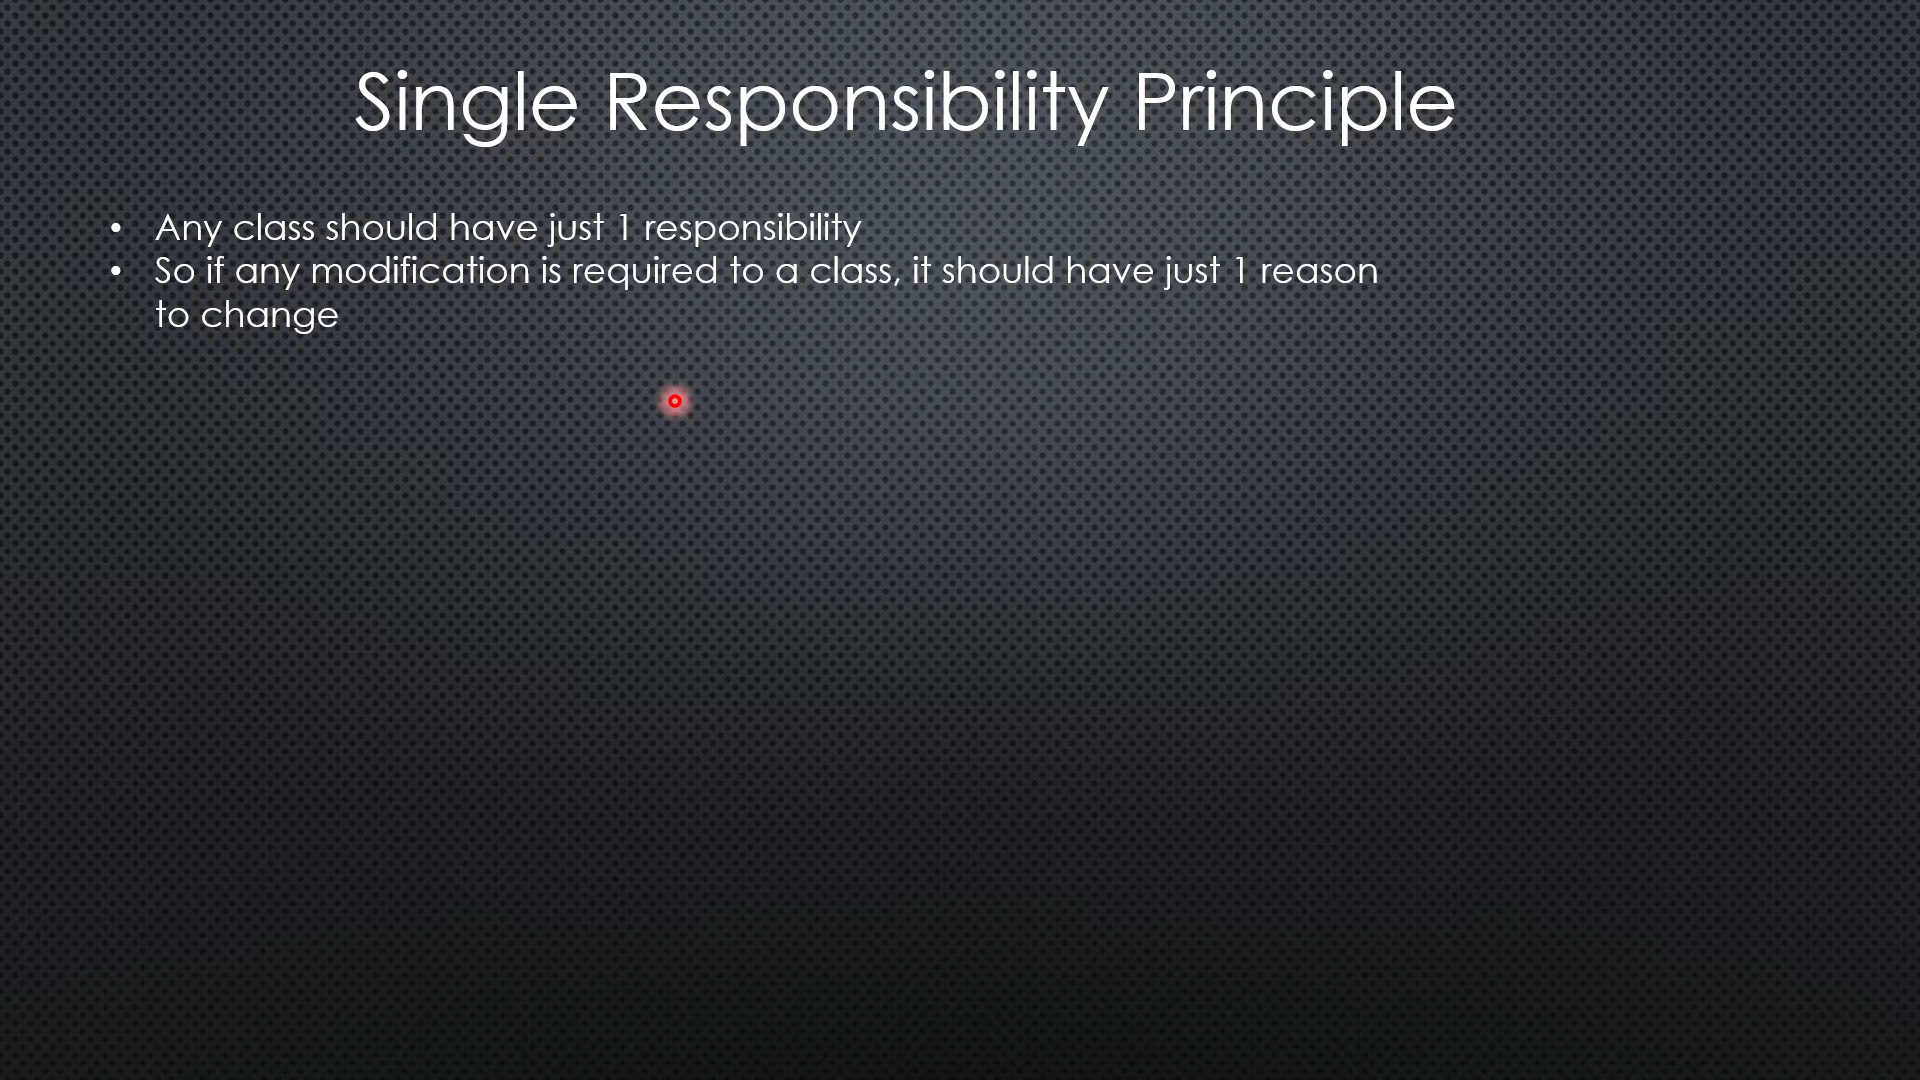 Single Responsibility Principle
• Any class should have just 1 responsibility
• So if any modification is required to a class, it should have just 1 reason
to change